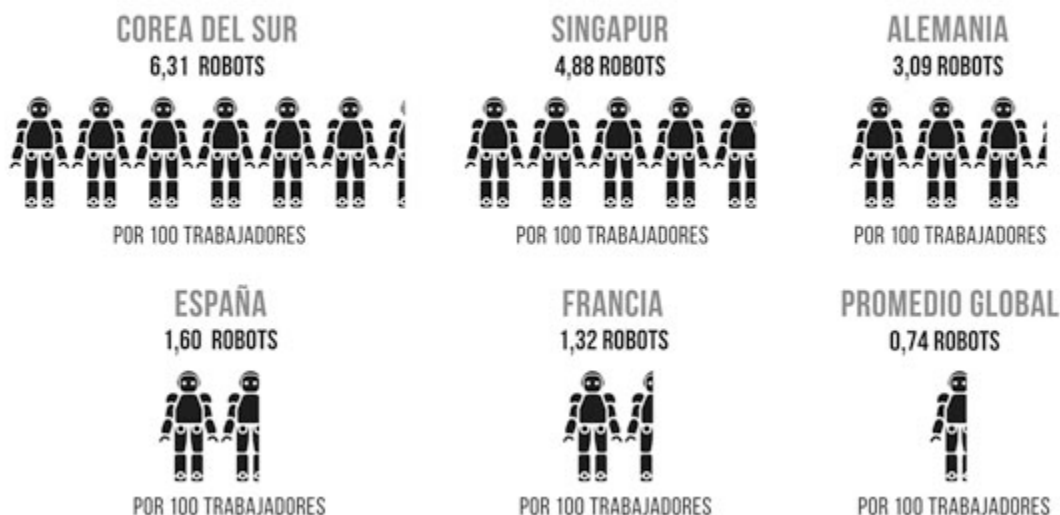 COREA DEL SUR
6,31 ROBOTS
POR 100 TRABAJADORES
SINGAPUR
4,88 ROBOTS
POR 100 TRABAJADORES
ALEMANIA
3,09 ROBOTS
POR 100 TRABAJADORES
ESPAÑA
1,60 ROBOTS
POR 100 TRABAJADORES
FRANCIA
1,32 ROBOTS
POR 100 TRABAJADORES
PROMEDIO GLOBAL
0,74 ROBOTS
POR 100 TRABAJADORES